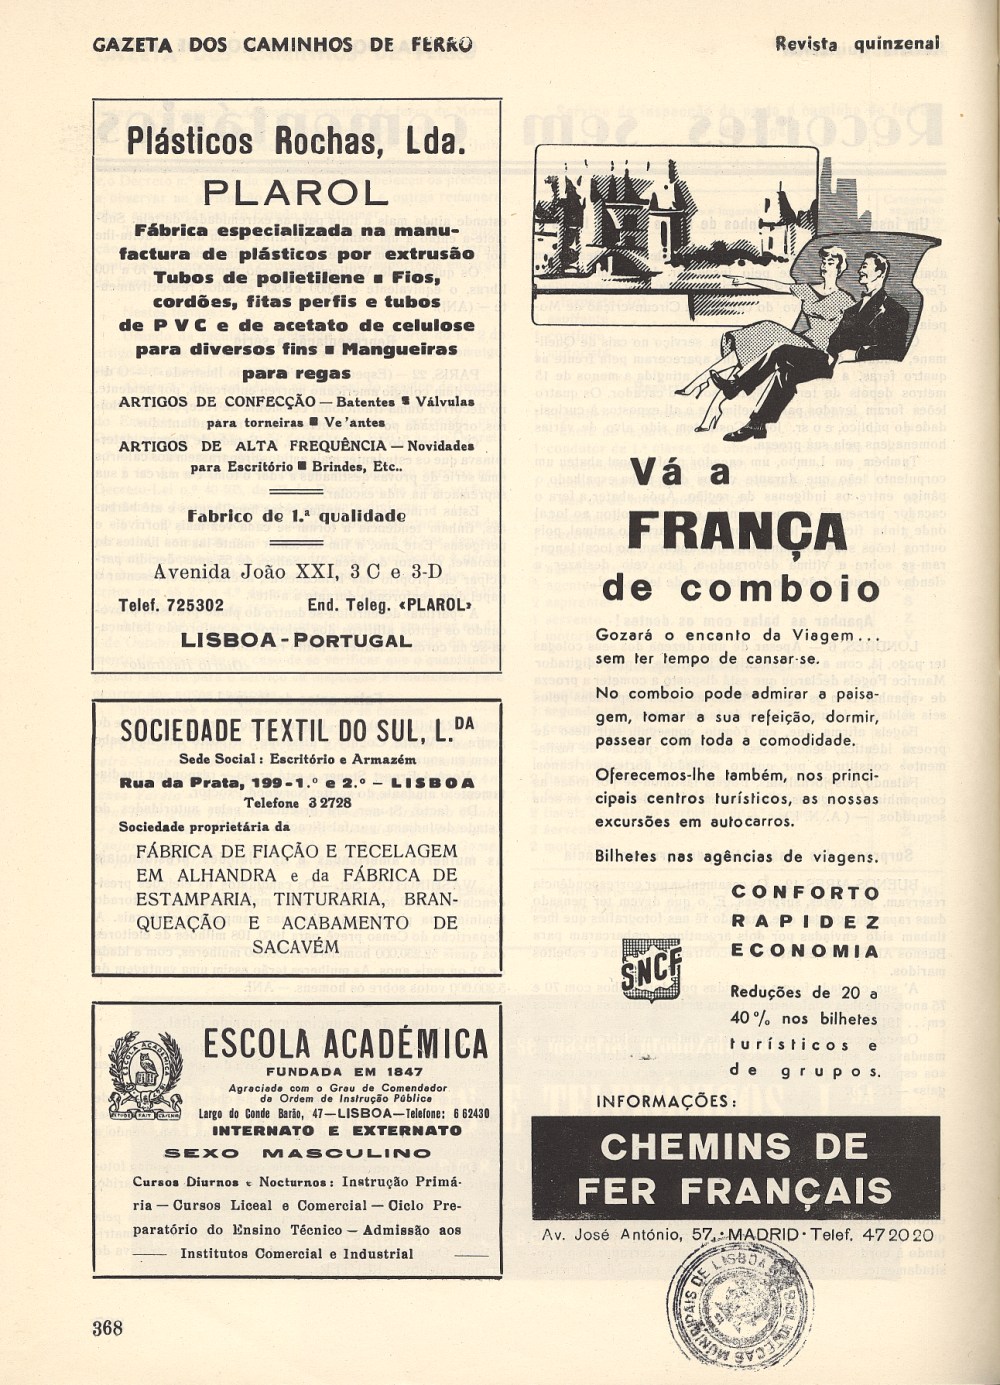 GAZETA DOS CAMINHOS DE FERRO
Revista quinzenal
Plásticos Rochas, Lda.
PLAROL
Fábrica especializada na manu-
factura de plásticos por extrusão
Tubos de polietilene ■ Fios,
cordões, fitas perfis e tubos
de PVC e de acetato de celulose
para diversos fins ■ Mangueiras
para regas
ARTIGOS DE CONFECÇÃO — Batentes ■ Válvulas
para torneiras ■ Ve'antes
ARTIGOS DE ALTA FREQUÊNCIA — Novidades
para Escritório ■ Brindes, Etc..
Fabrico de 1.ª qualidade
Avenida João XXI, 3 C e 3-D
Telef. 725302 End. Teleg. «PLAROL»
LISBOA - PORTUGAL
SOCIEDADE TEXTIL DO SUL, L.DA
Sede Social: Escritório e Armazém
Rua da Prata, 199-1.º e 2.º — LISBOA
Telefone 3 2728
Sociedade proprietária da
FÁBRICA DE FIAÇÃO E TECELAGEM
EM ALHANDRA e da FÁBRICA DE
ESTAMPARIA, TINTURARIA, BRAN-
QUEAÇÃO E ACABAMENTO DE
SACAVÉM
ESCOLA ACADÉMICA
ESCOLA ACADÉMICA
FUNDADA EM 1847
Agraciada com o Grau de Comendador
da Ordem de Instrução Pública
Largo do Conde Barão, 47—LISBOA—Telefone: 6 62430
INTERNATO E EXTERNATO
SEXO MASCULINO
Cursos Diurnos e Nocturnos: Instrução Primá-
ria — Cursos Liceal e Comercial — Ciclo Pre-
paratório do Ensino Técnico — Admissão aos
Institutos Comercial e Industrial
Vá a
FRANÇA
de comboio
Gozará o encanto da Viagem...
sem ter tempo de cansar-se.
No comboio pode admirar a paisa-
gem, tomar a sua refeição, dormir,
passear com toda a comodidade.
Oferecemos-lhe também, nos princi-
cipais centros turísticos, as nossas
excursões em autocarros.
Bilhetes nas agências de viagens.
CONFORTO
RAPIDEZ
ECONOMIA
SNCF
Reduções de 20 a
40% nos bilhetes
turísticos e
de grupos.
INFORMAÇÕES:
CHEMINS DE
FER FRANÇAIS
Av. José António, 57, · MADRID · Telef. 47 20 20
BIBLIOTECAS MUNICIPAIS DE LISBOA
368